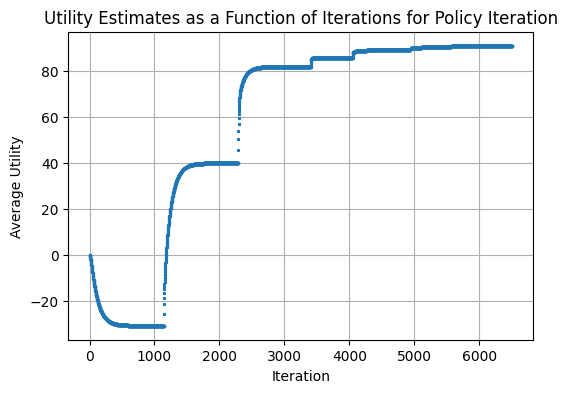 Utility Estimates as a Function of Iterations for Policy Iteration
Average Utility
80
60
40
20
0
−20
0 1000 2000 3000 4000 5000 6000
Iteration